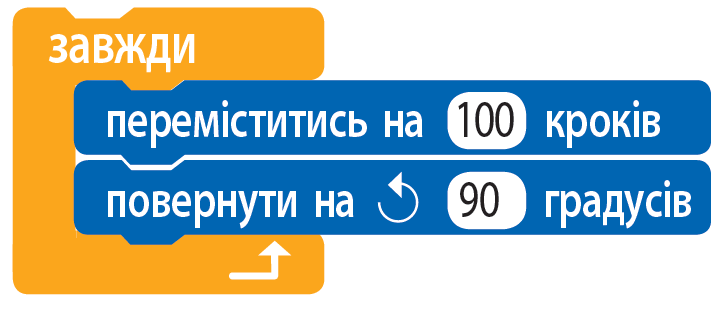 завжди
переміститись на 100 кроків
повернути на 90 градусів